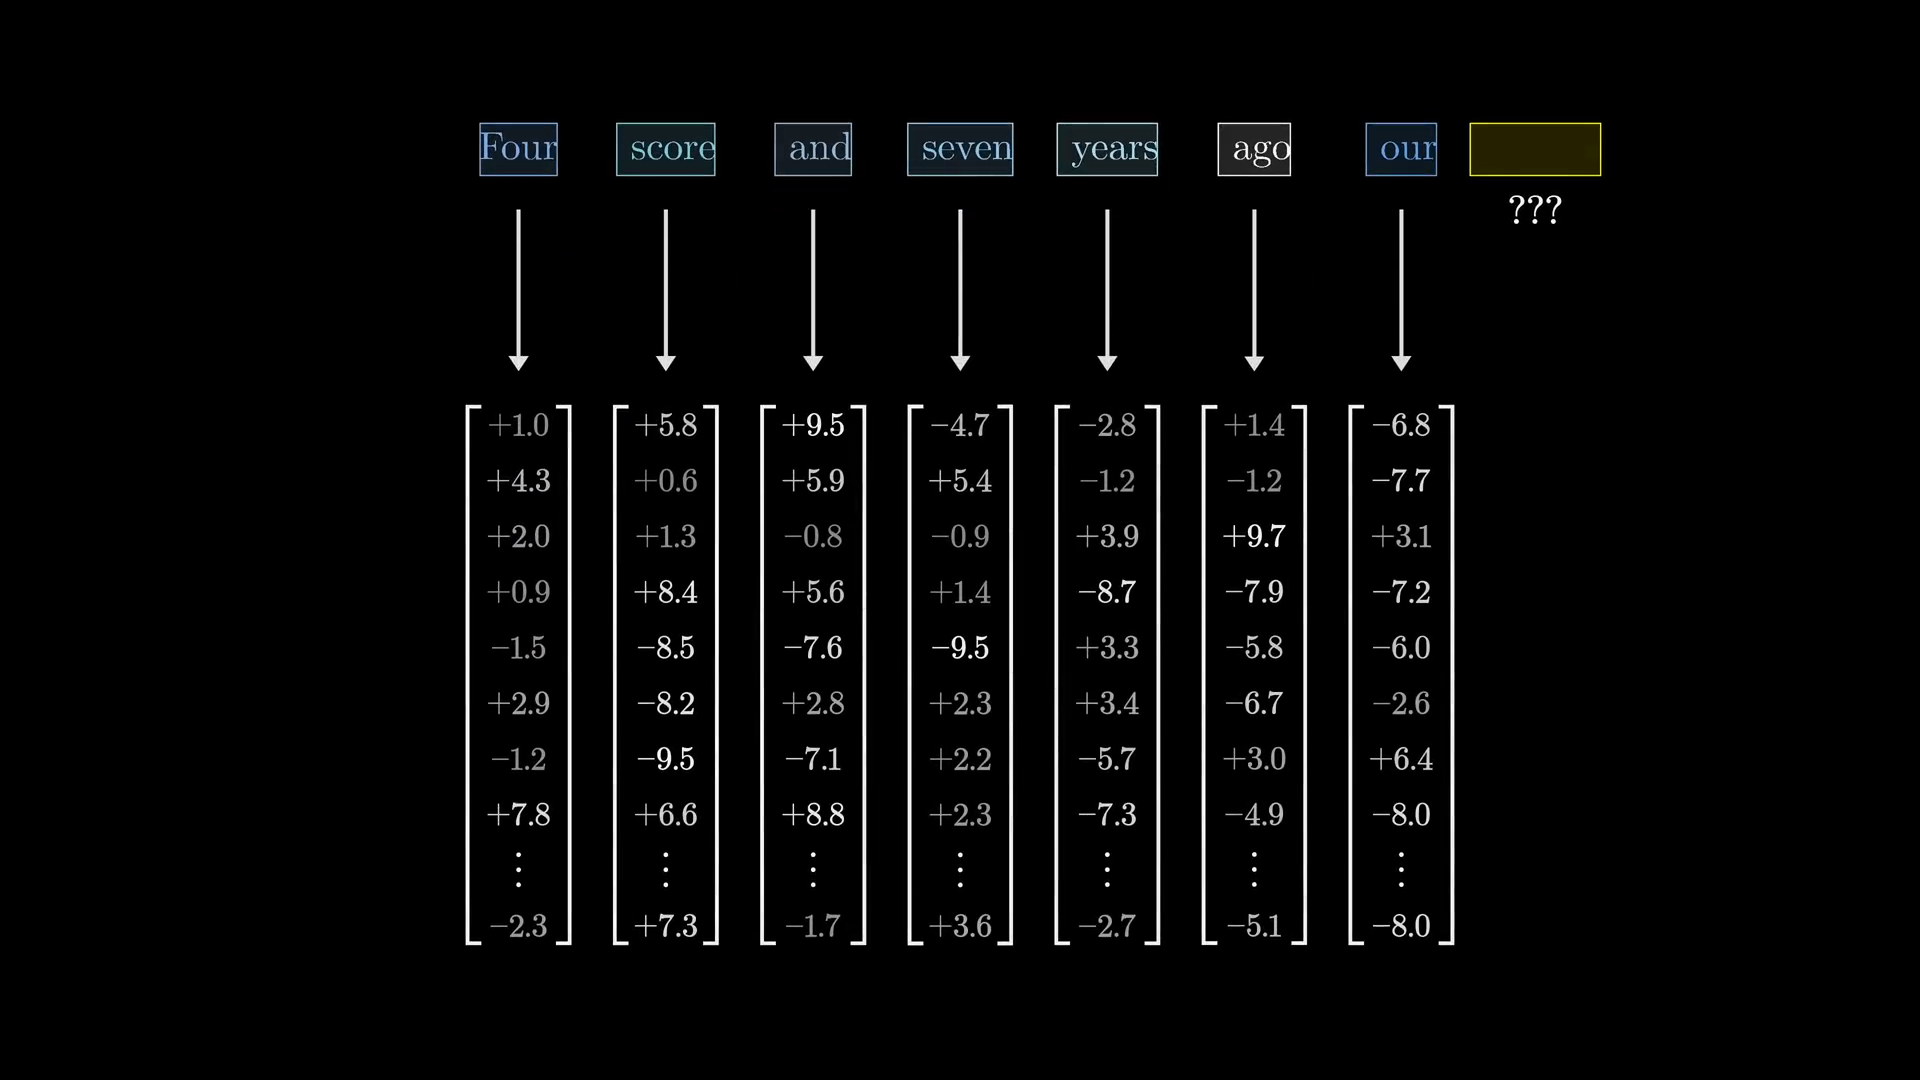 Four score and seven years ago our
???
+1.0 +5.8 +9.5 −4.7 −2.8 +1.4 −6.8
+4.3 +0.6 +5.9 +5.4 −1.2 −1.2 −7.7
+2.0 +1.3 −0.8 −0.9 +3.9 +9.7 +3.1
+0.9 +8.4 +5.6 +1.4 −8.7 −7.9 −7.2
−1.5 −8.5 −7.6 −9.5 +3.3 −5.8 −6.0
+2.9 −8.2 +2.8 +2.3 +3.4 −6.7 −2.6
−1.2 −9.5 −7.1 +2.2 −5.7 +3.0 +6.4
+7.8 +6.6 +8.8 +2.3 −7.3 −4.9 −8.0
⋮ ⋮ ⋮ ⋮ ⋮ ⋮ ⋮
−2.3 +7.3 −1.7 +3.6 −2.7 −5.1 −8.0